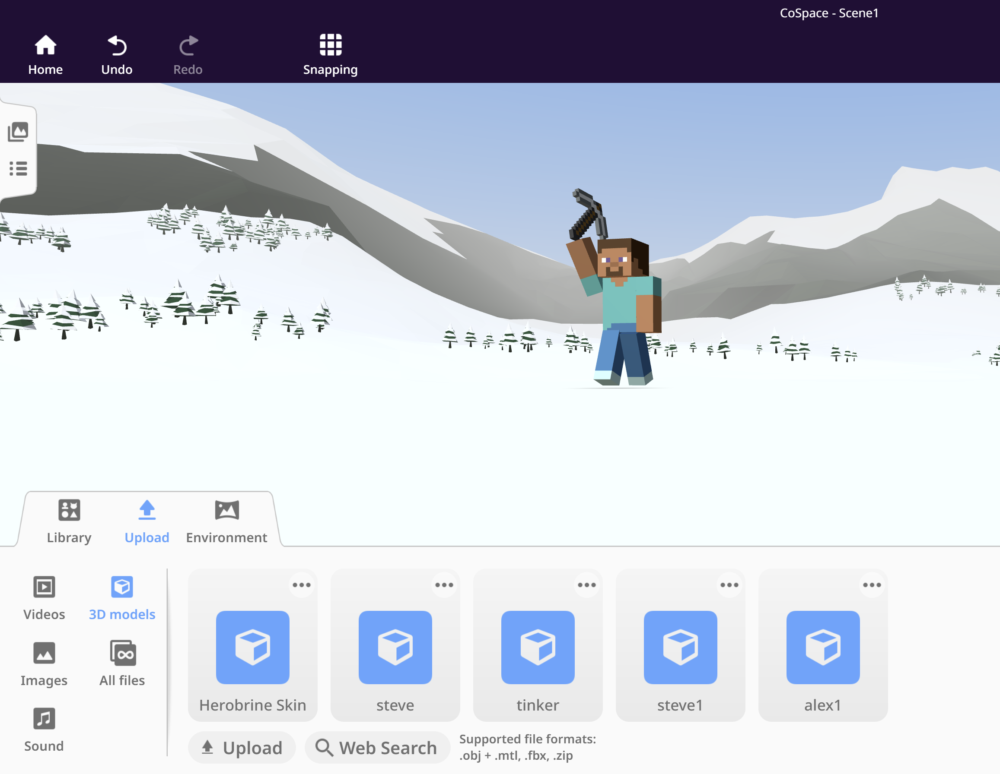 CoSpace - Scene1
Home
Undo
Redo
Snapping
Library
Upload
Environment
Videos
3D models
Images
All files
Sound
Herobrine Skin
steve
tinker
steve1
alex1
Upload
Web Search
Supported file formats:
.obj + .mtl, .fbx, .zip